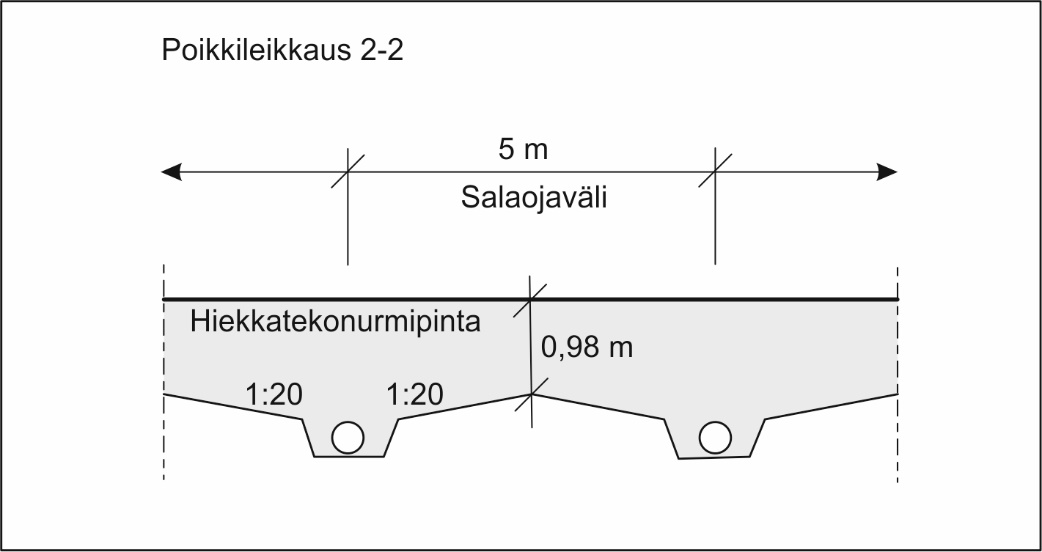 Poikkileikkaus 2-2
5 m
Salaojaväli
Hiekkatekonurmipinta
0,98 m
1:20
1:20